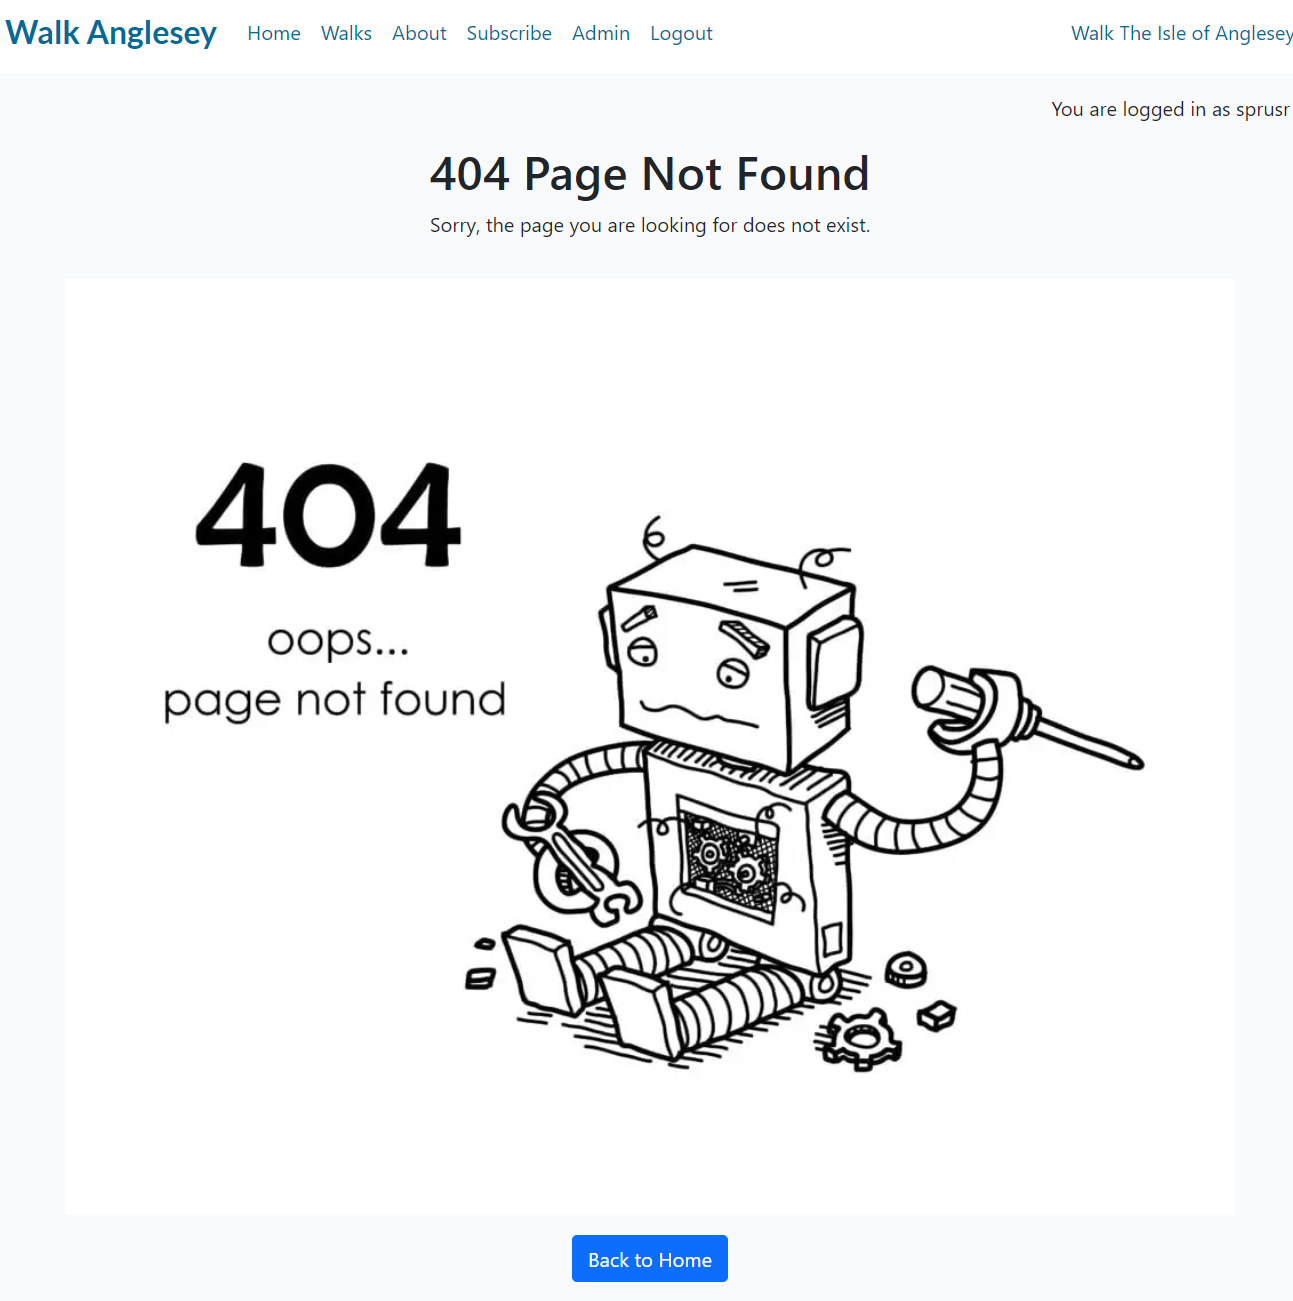 Walk Anglesey Home Walks About Subscribe Admin Logout Walk The Isle of Anglesey
You are logged in as sprusr
404 Page Not Found
Sorry, the page you are looking for does not exist.
404
oops...
page not found
Back to Home